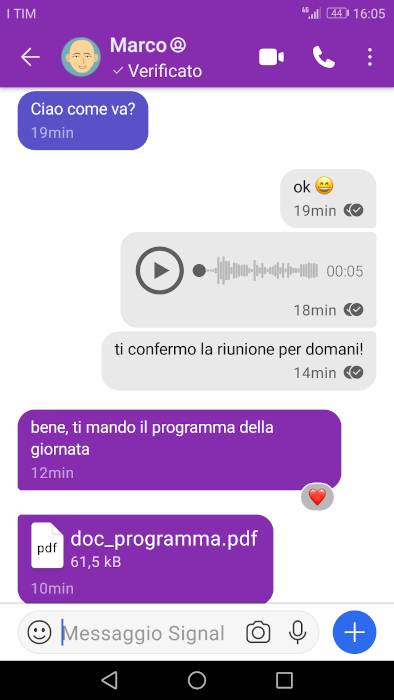 I TIM 4G 44 16:05
Marco
Verificato
Ciao come va?
19min
ok 😄
19min
00:05
18min
ti confermo la riunione per domani!
14min
bene, ti mando il programma della
giornata
12min
pdf doc_programma.pdf
61,5 kB
10min
Messaggio Signal